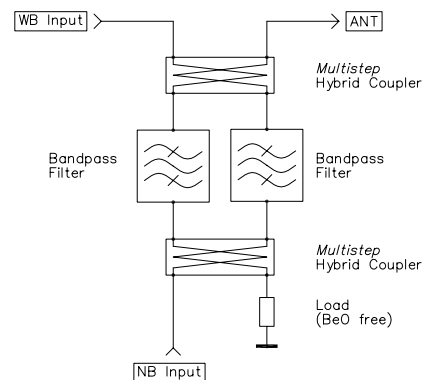 WB Input
ANT
Multistep
Hybrid Coupler
Bandpass
Filter
Bandpass
Filter
Multistep
Hybrid Coupler
Load
(BeO free)
NB Input